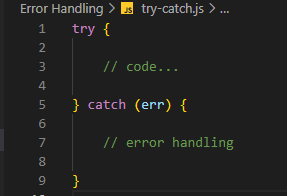 Error Handling > JS try-catch.js > ...
1 try {
2
3 // code...
4
5 } catch (err) {
6
7 // error handling
8
9 }